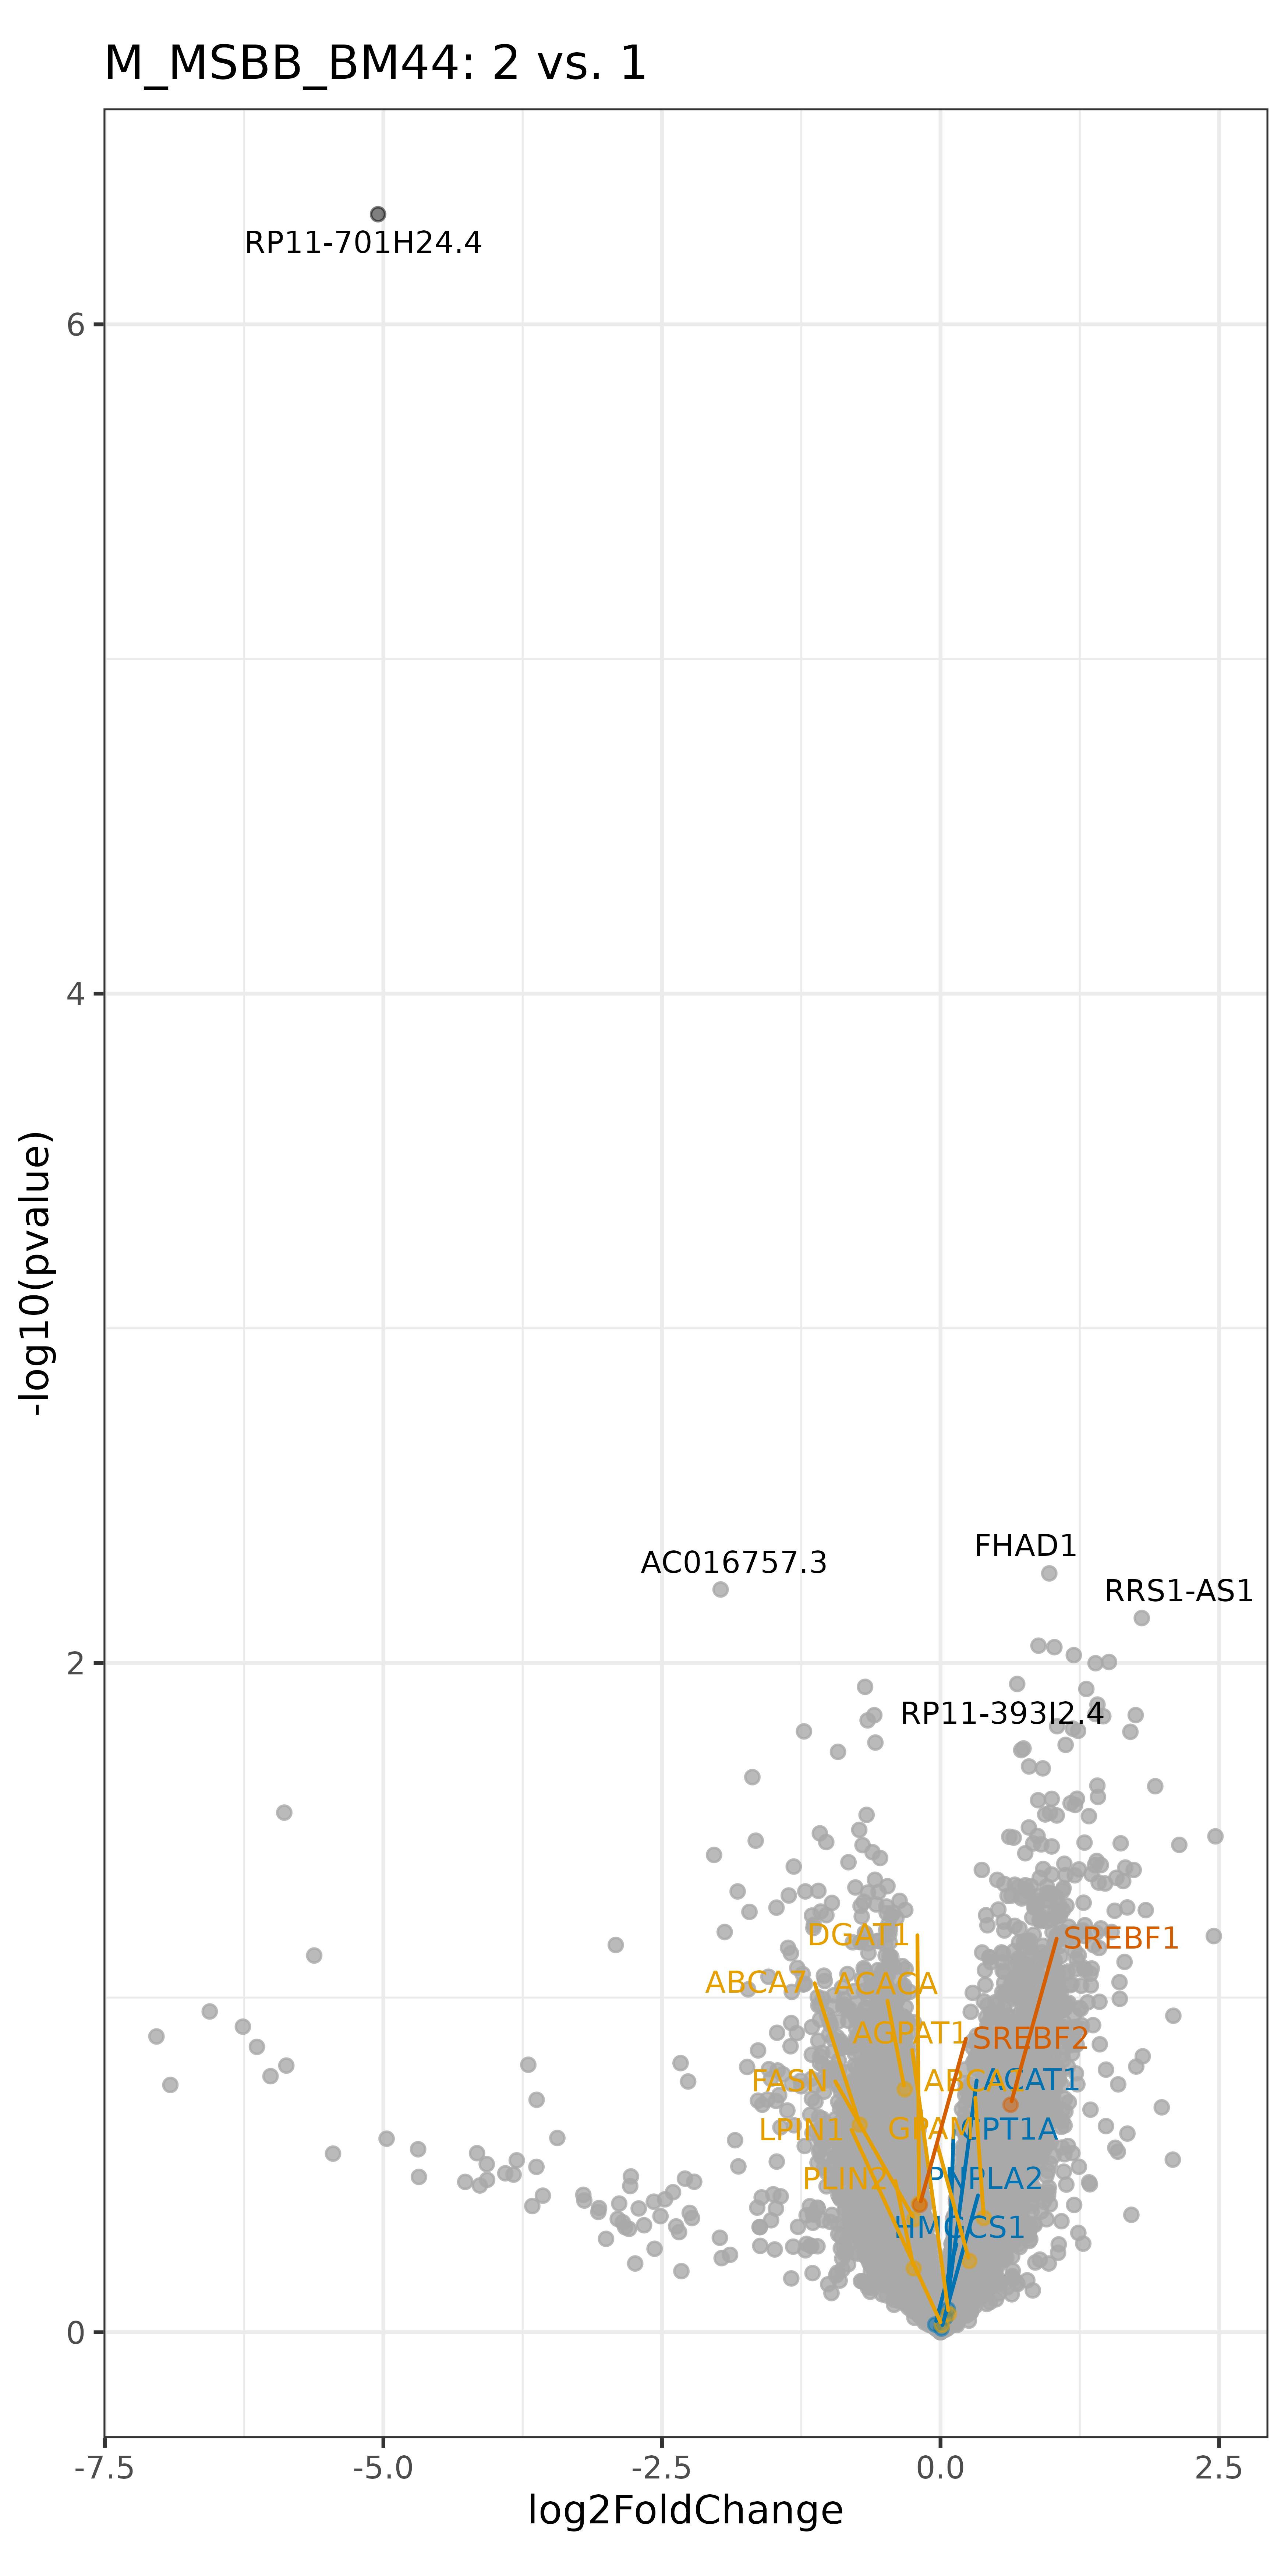 M_MSBB_BM44: 2 vs. 1
RP11-701H24.4
6
4
-log10(pvalue)
FHAD1
AC016757.3
RRS1-AS1
2
RP11-393I2.4
DGAT1
SREBF1
ABCA7
ACACA
AGPAT1
SREBF2
FASN
ABCA1
ACAT1
LPIN1
GPAM
CPT1A
PLIN2
PNPLA2
HMGCS1
0
-7.5
-5.0
-2.5
0.0
2.5
log2FoldChange